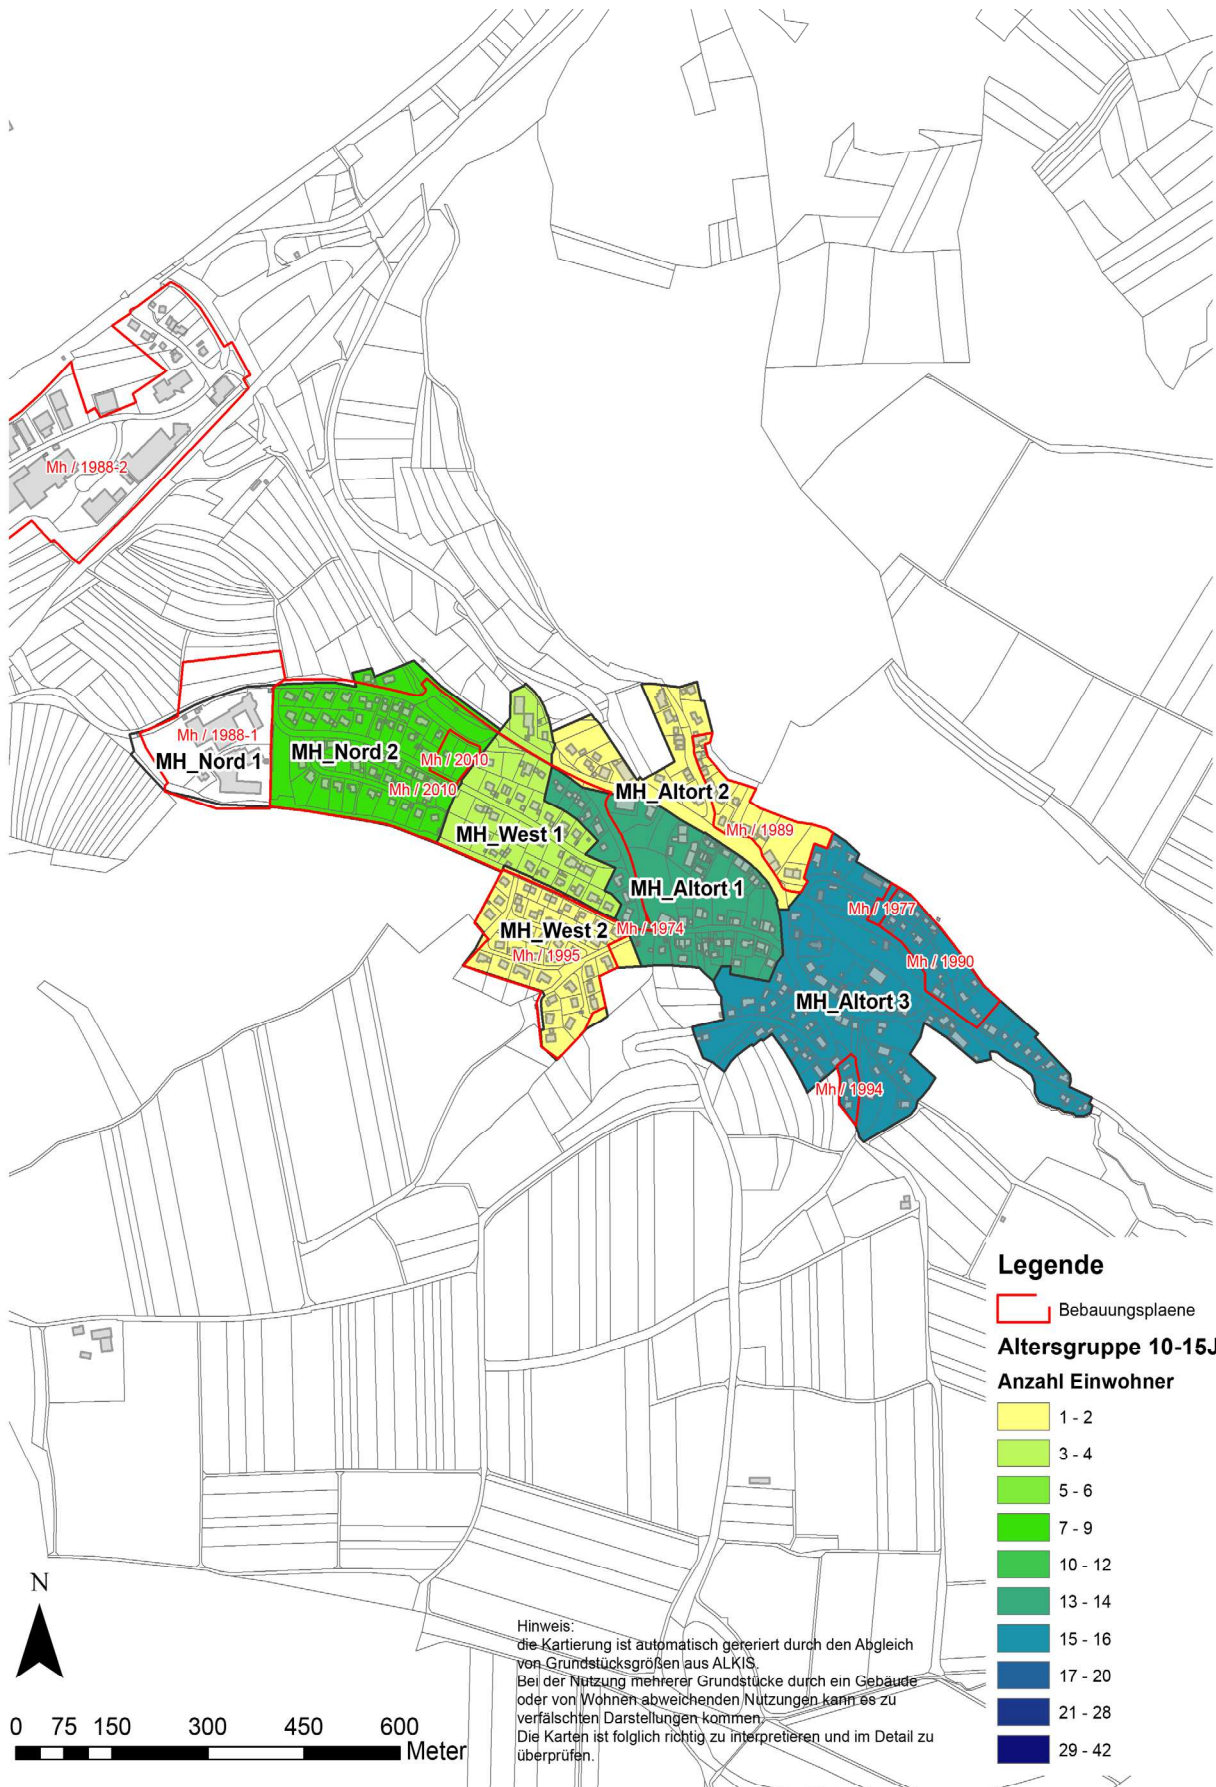 Mh / 1988-2
Mh / 1988-1
MH_Nord 1
MH_Nord 2
Mh / 2010
Mh / 2010
MH_West 1
MH_Altort 2
Mh / 1989
MH_Altort 1
Mh / 1977
MH_West 2
Mh / 1974
Mh / 1995
Mh / 1990
MH_Altort 3
Mh / 1994
Legende
Bebauungsplaene
Altersgruppe 10-15J
Anzahl Einwohner
1 - 2
3 - 4
5 - 6
7 - 9
10 - 12
13 - 14
15 - 16
17 - 20
21 - 28
29 - 42
N
0 75 150 300 450 600
Meter
Hinweis:
die Kartierung ist automatisch gereriert durch den Abgleich
von Grundstücksgrößen aus ALKIS.
Bei der Nutzung mehrerer Grundstücke durch ein Gebäude
oder von Wohnen abweichenden Nutzungen kann es zu
verfälschten Darstellungen kommen.
Die Karten ist folglich richtig zu interpretieren und im Detail zu
überprüfen.